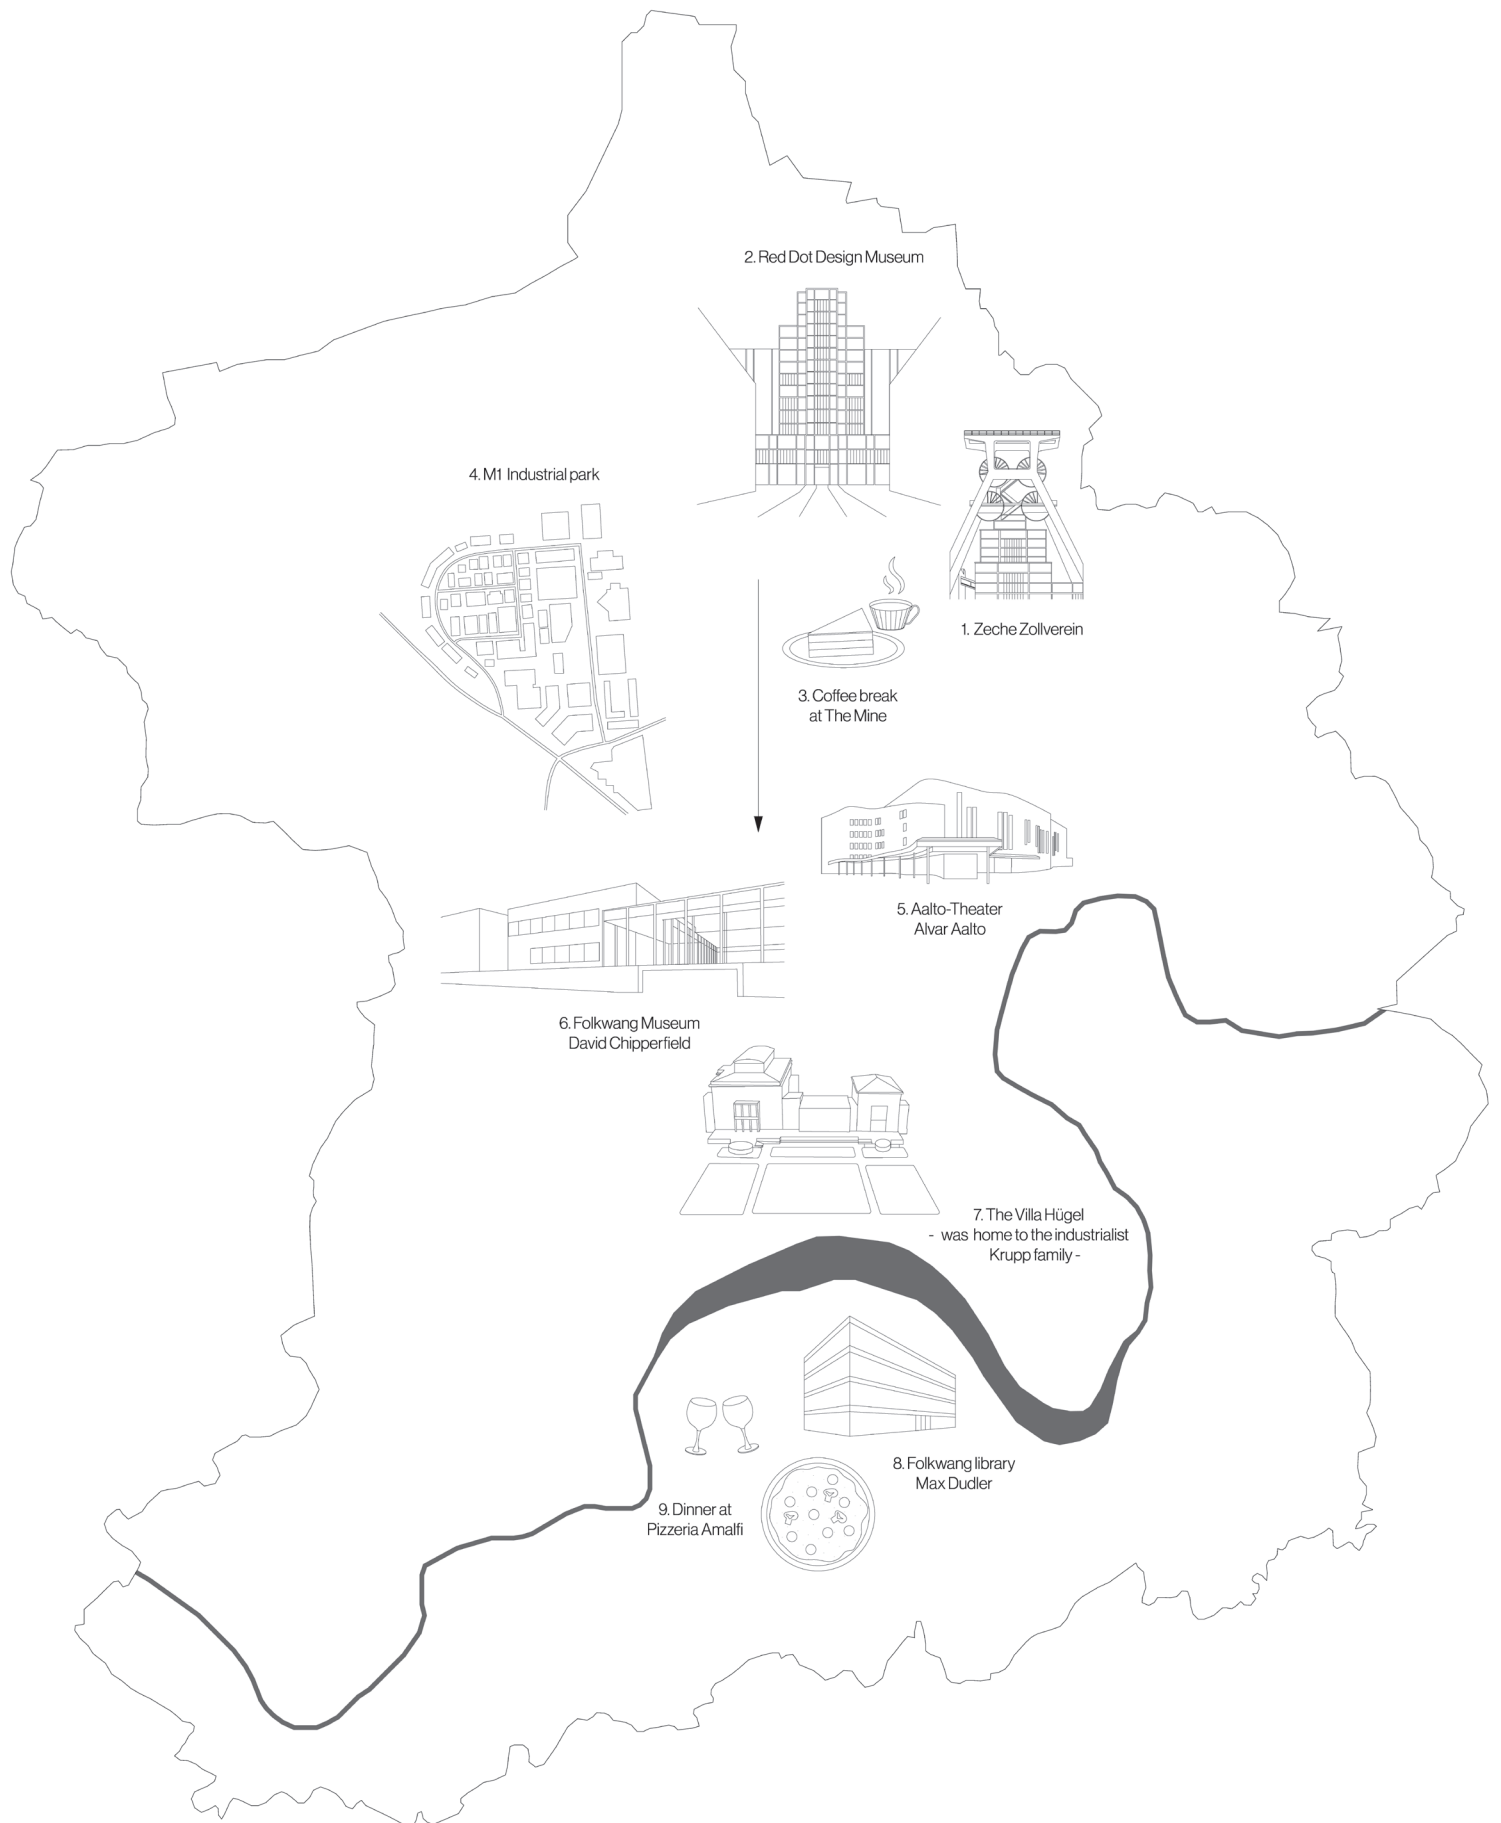 2. Red Dot Design Museum
4. M1 Industrial park
1. Zeche Zollverein
3. Coffee break
at The Mine
5. Aalto-Theater
Alvar Aalto
6. Folkwang Museum
David Chipperfield
7. The Villa Hügel
- was home to the industrialist
Krupp family -
8. Folkwang library
Max Dudler
9. Dinner at
Pizzeria Amalfi